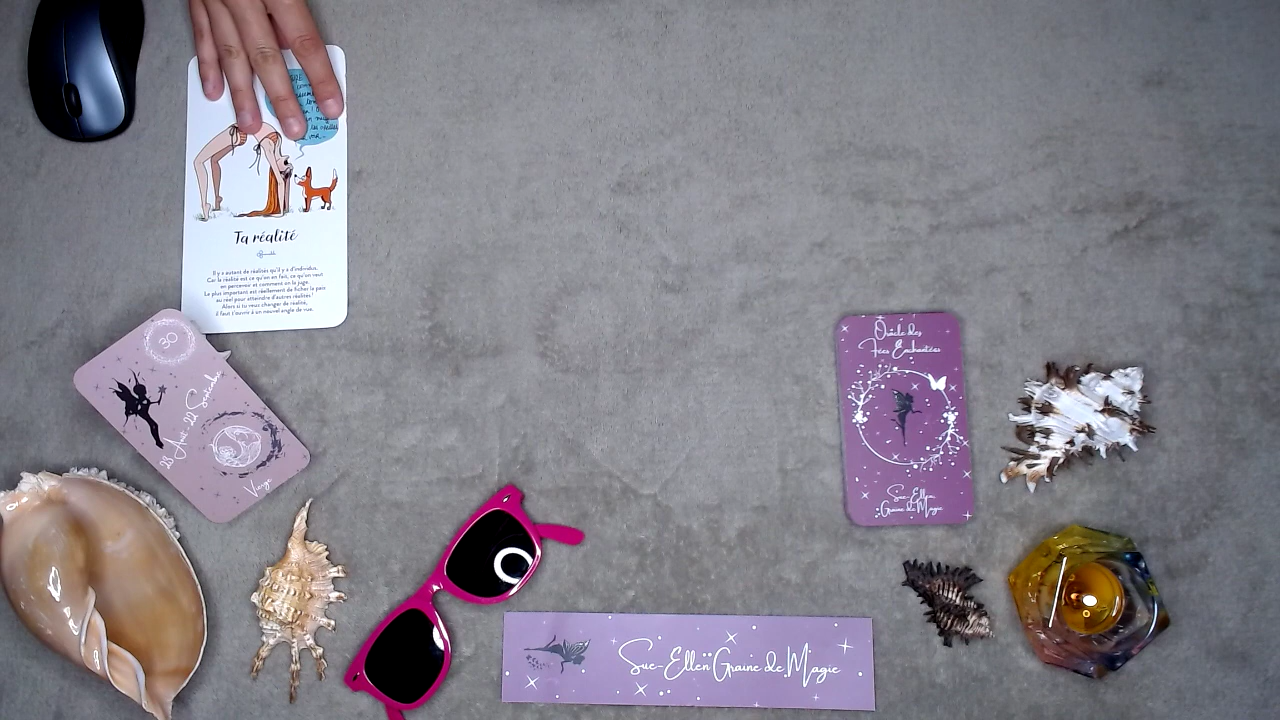 Ta réalité
Il y a autant de réalités qu'il y a d'individus.
Car la réalité est ce qu'on en fait, ce qu'on veut
en percevoir et comment on la juge.
Le plus important est réellement de ficher la paix
au réel pour atteindre d'autres réalités !
Alors si tu veux changer de réalité,
il faut t'ouvrir à un nouvel angle de vue.
30
23 Août - 22 Septembre
Vierge
Oracle des
Fées Enchantées
Sue-Ellen
Graine de Magie
Sue-Ellen Graine de Magie